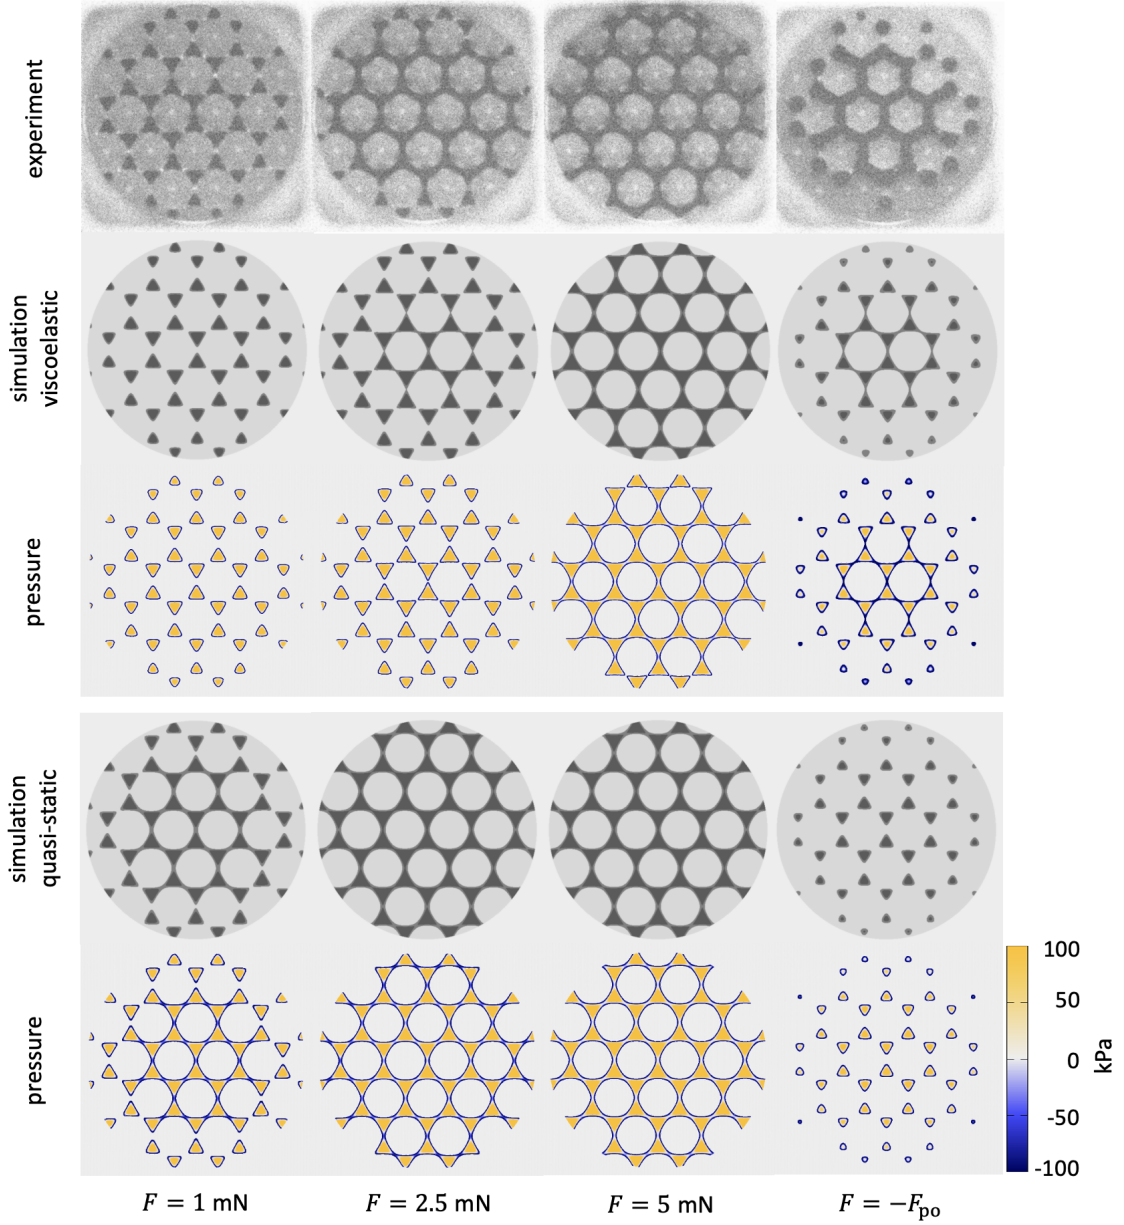 experiment
simulation
viscoelastic
pressure
simulation
quasi-static
pressure
100
50
0
-50
-100
kPa
F = 1 mN
F = 2.5 mN
F = 5 mN
F = −Fpo